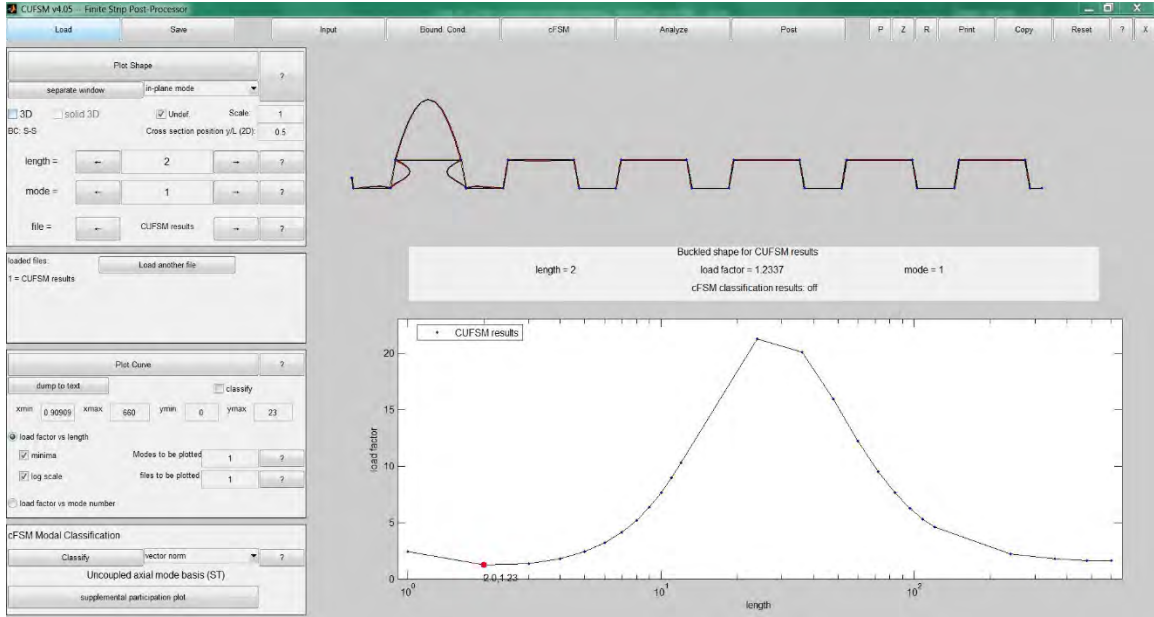 CUFSM v4.05 -- Finite Strip Post-Processor
Load Save Input Bound. Cond. cFSM Analyze Post P Z R Print Copy Reset ? X
Plot Shape ?
separate window in-plane mode
3D solid 3D Undef. Scale 1
BC: S-S Cross section position y/L (2D): 0.5
length = ← 2 → ?
mode = ← 1 → ?
file = ← CUFSM results → ?
loaded files: Load another file
1 = CUFSM results
Buckled shape for CUFSM results
length = 2 load factor = 1.2337 mode = 1
cFSM classification results: off
Plot Curve ?
dump to text classify
xmin 0.90909 xmax 660 ymin 0 ymax 23
load factor vs length
minima Modes to be plotted 1 ?
log scale files to be plotted 1 ?
load factor vs mode number
cFSM Modal Classification
Classify vector norm ?
Uncoupled axial mode basis (ST)
supplemental participation plot
CUFSM results
20
15
10
5
0
load factor
2.0,1.23
10^0 10^1 10^2
length